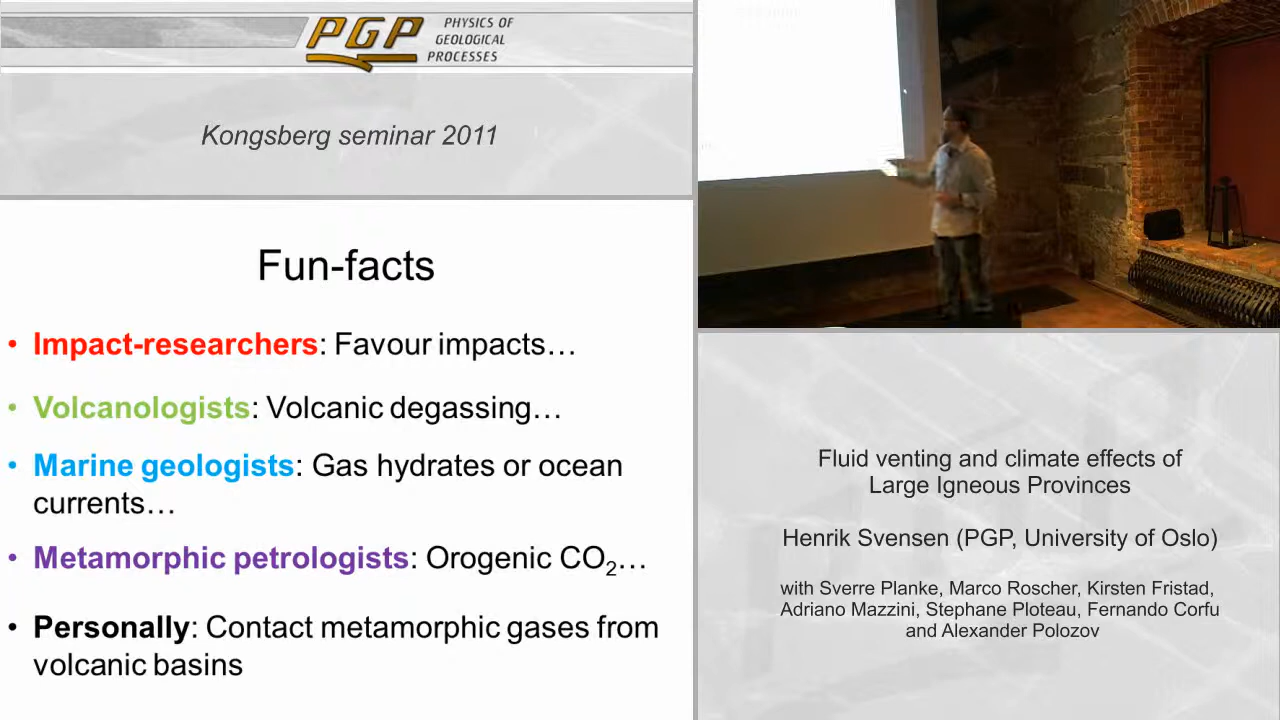 PGP
PHYSICS OF
GEOLOGICAL
PROCESSES
Kongsberg seminar 2011
Fun-facts
• Impact-researchers: Favour impacts…
• Volcanologists: Volcanic degassing…
• Marine geologists: Gas hydrates or ocean
currents…
• Metamorphic petrologists: Orogenic CO₂…
• Personally: Contact metamorphic gases from
volcanic basins
Fluid venting and climate effects of
Large Igneous Provinces
Henrik Svensen (PGP, University of Oslo)
with Sverre Planke, Marco Roscher, Kirsten Fristad,
Adriano Mazzini, Stephane Ploteau, Fernando Corfu
and Alexander Polozov